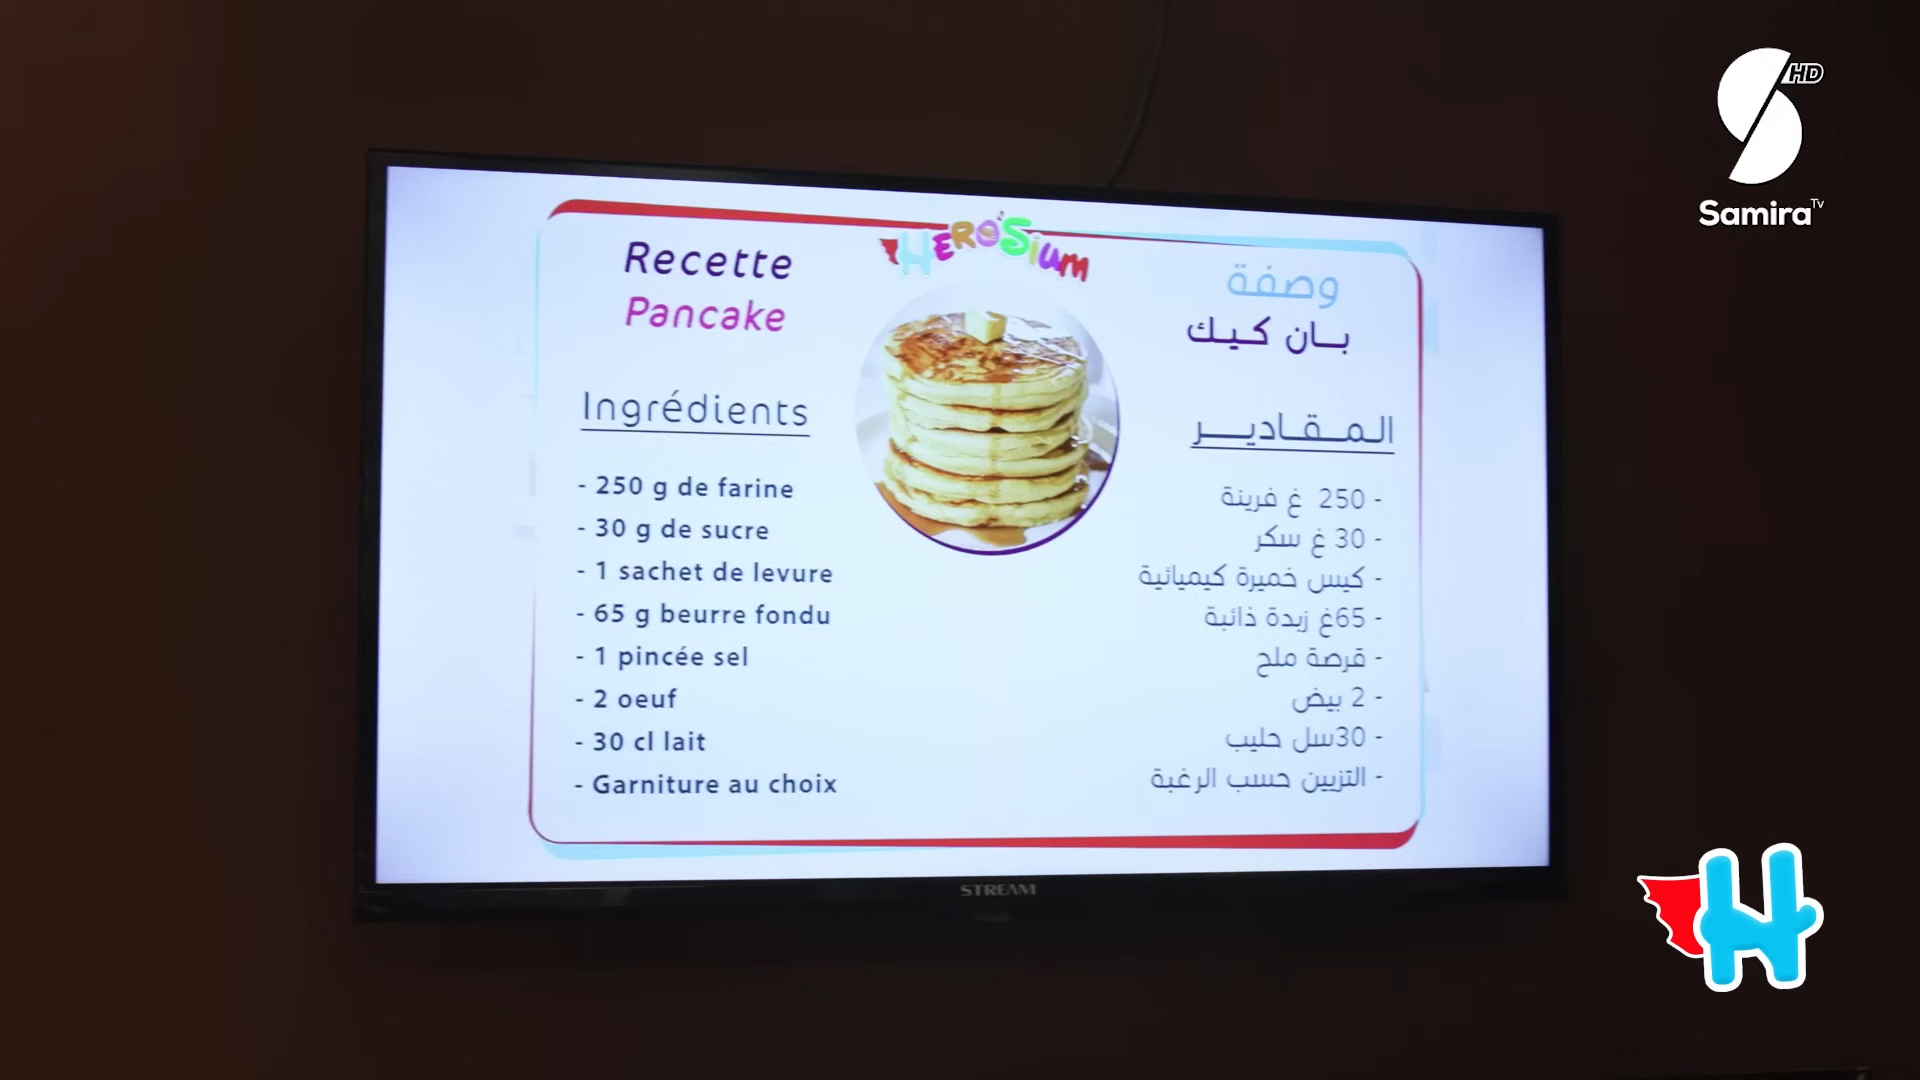 HD
Samira Tv
HERO'Sium
Recette
Pancake
Ingrédients
- 250 g de farine
- 30 g de sucre
- 1 sachet de levure
- 65 g beurre fondu
- 1 pincée sel
- 2 oeuf
- 30 cl lait
- Garniture au choix
وصفة
بان كيك
المقادير
- 250 غ فرينة
- 30 غ سكر
- كيس خميرة كيميائية
- 65غ زبدة ذائبة
- قرصة ملح
- 2 بيض
- 30سل حليب
- التزيين حسب الرغبة
STREAM
H